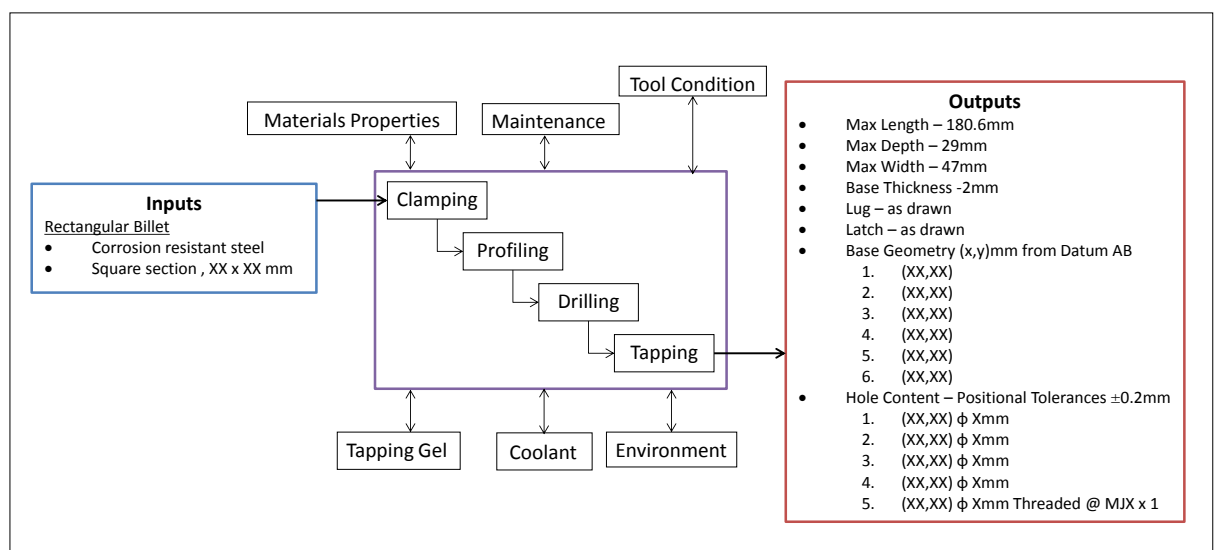 Tool Condition
Materials Properties
Maintenance
Inputs
Rectangular Billet
• Corrosion resistant steel
• Square section , XX x XX mm
Clamping
Profiling
Drilling
Tapping
Tapping Gel
Coolant
Environment
Outputs
• Max Length – 180.6mm
• Max Depth – 29mm
• Max Width – 47mm
• Base Thickness -2mm
• Lug – as drawn
• Latch – as drawn
• Base Geometry (x,y)mm from Datum AB
1. (XX,XX)
2. (XX,XX)
3. (XX,XX)
4. (XX,XX)
5. (XX,XX)
6. (XX,XX)
• Hole Content – Positional Tolerances ±0.2mm
1. (XX,XX) ф Xmm
2. (XX,XX) ф Xmm
3. (XX,XX) ф Xmm
4. (XX,XX) ф Xmm
5. (XX,XX) ф Xmm Threaded @ MJX x 1